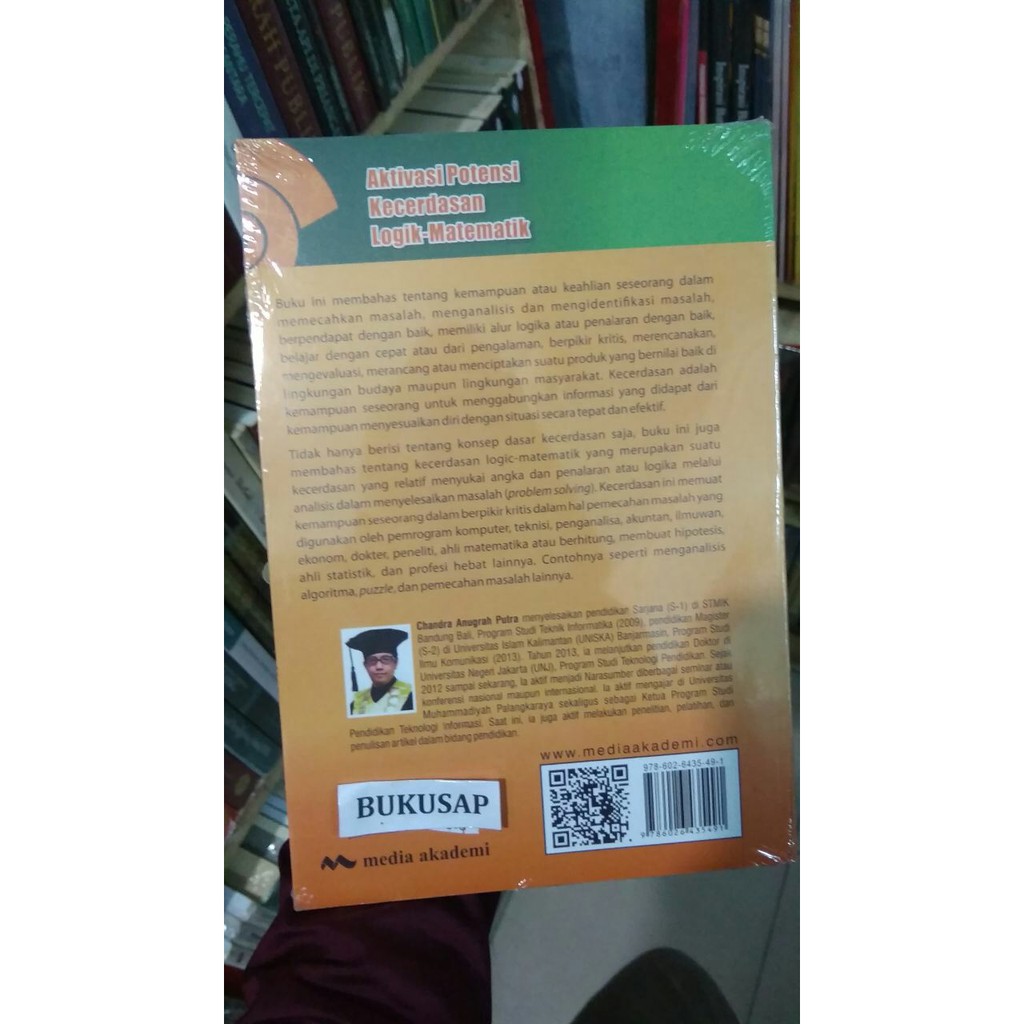 RAH PUBLIK
PUBLIK
Aktivasi Potensi
Kecerdasan
Logik-Matematik
Buku ini membahas tentang kemampuan atau keahlian seseorang dalam
memecahkan masalah, menganalisis dan mengidentifikasi masalah,
berpendapat dengan baik, memiliki alur logika atau penalaran dengan baik,
belajar dengan cepat atau dari pengalaman, berpikir kritis, merencanakan,
mengevaluasi, merancang atau menciptakan suatu produk yang bernilai baik di
lingkungan budaya maupun lingkungan masyarakat. Kecerdasan adalah
kemampuan seseorang untuk menggabungkan informasi yang didapat dari
kemampuan menyesuaikan diri dengan situasi secara tepat dan efektif.
Tidak hanya berisi tentang konsep dasar kecerdasan saja, buku ini juga
membahas tentang kecerdasan logic-matematik yang merupakan suatu
kecerdasan yang relatif menyukai angka dan penalaran atau logika melalui
analisis dalam menyelesaikan masalah (problem solving). Kecerdasan ini memuat
kemampuan seseorang dalam berpikir kritis dalam hal pemecahan masalah yang
digunakan oleh pemrogram komputer, teknisi, penganalisa, akuntan, ilmuwan,
ekonom, dokter, peneliti, ahli matematika atau berhitung, membuat hipotesis,
ahli statistik, dan profesi hebat lainnya. Contohnya seperti menganalisis
algoritma, puzzle, dan pemecahan masalah lainnya.
Chandra Anugrah Putra menyelesaikan pendidikan Sarjana (S-1) di STMIK
Bandung Bali, Program Studi Teknik Informatika (2009), pendidikan Magister
(S-2) di Universitas Islam Kalimantan (UNISKA) Banjarmasin, Program Studi
Ilmu Komunikasi (2013). Tahun 2013, ia melanjutkan pendidikan Doktor di
Universitas Negeri Jakarta (UNJ), Program Studi Teknologi Pendidikan. Sejak
2012 sampai sekarang, Ia aktif menjadi Narasumber diberbagai seminar atau
konferensi nasional maupun internasional. Ia aktif mengajar di Universitas
Muhammadiyah Palangkaraya sekaligus sebagai Ketua Program Studi
Pendidikan Teknologi Informasi. Saat ini, ia juga aktif melakukan penelitian, pelatihan, dan
penulisan artikel dalam bidang pendidikan.
www.mediaakademi.com
978-602-6435-49-1
9 786026 435491
BUKUSAP
media akademi